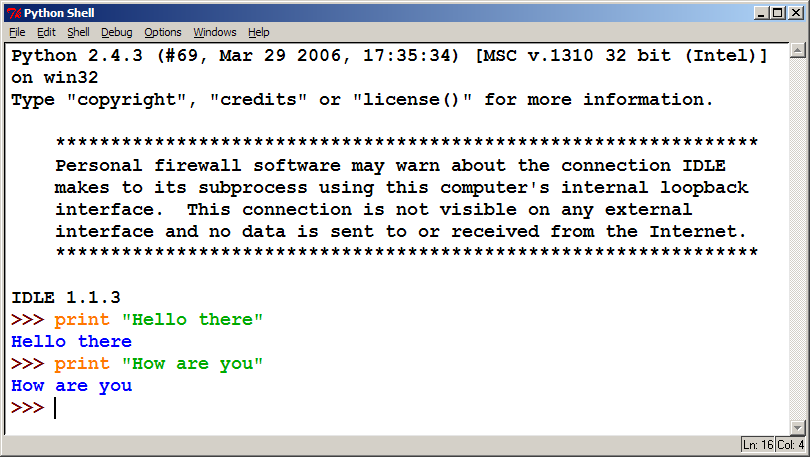 Python Shell
File Edit Shell Debug Options Windows Help
Python 2.4.3 (#69, Mar 29 2006, 17:35:34) [MSC v.1310 32 bit (Intel)]
on win32
Type "copyright", "credits" or "license()" for more information.
****************************************************************
Personal firewall software may warn about the connection IDLE
makes to its subprocess using this computer's internal loopback
interface.  This connection is not visible on any external
interface and no data is sent to or received from the Internet.
****************************************************************
IDLE 1.1.3
>>> print "Hello there"
Hello there
>>> print "How are you"
How are you
>>>
Ln: 16 Col: 4